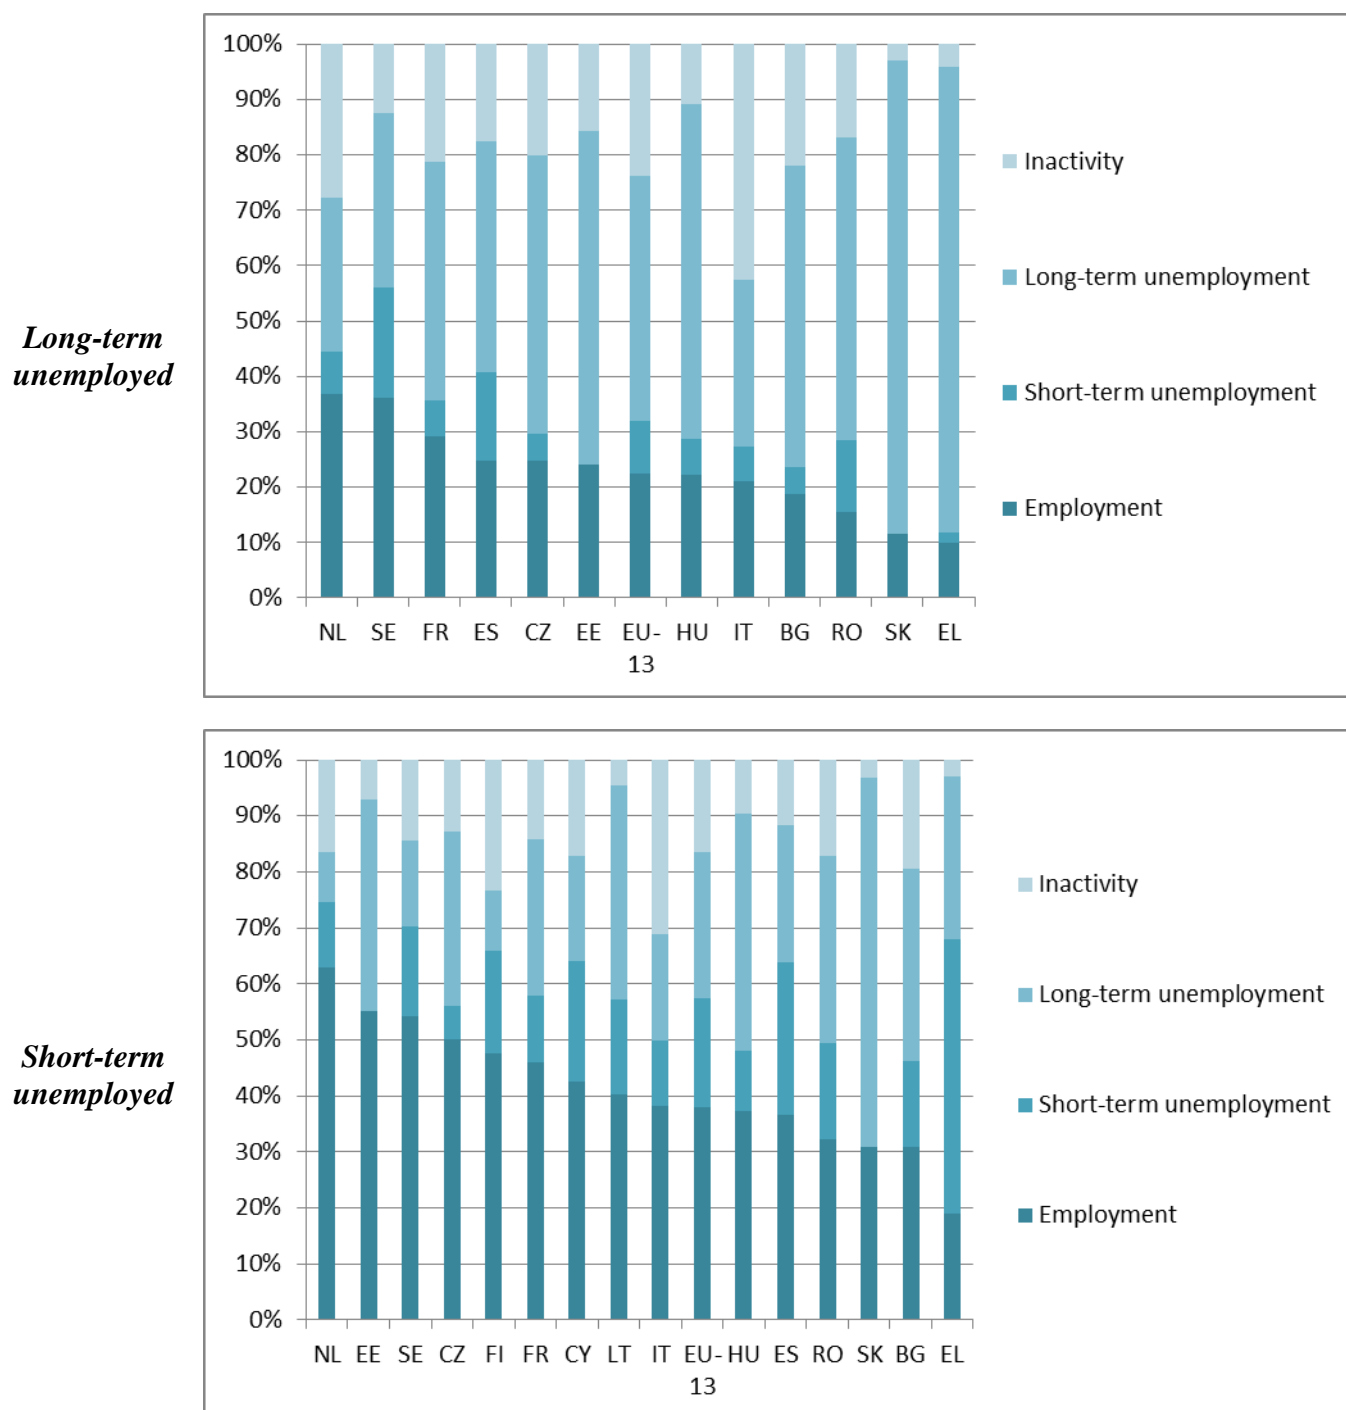 Long-term
unemployed
100%
90%
80%
70%
60%
50%
40%
30%
20%
10%
0%
NL SE FR ES CZ EE EU- HU IT BG RO SK EL
13
Inactivity
Long-term unemployment
Short-term unemployment
Employment
Short-term
unemployed
100%
90%
80%
70%
60%
50%
40%
30%
20%
10%
0%
NL EE SE CZ FI FR CY LT IT EU- HU ES RO SK BG EL
13
Inactivity
Long-term unemployment
Short-term unemployment
Employment